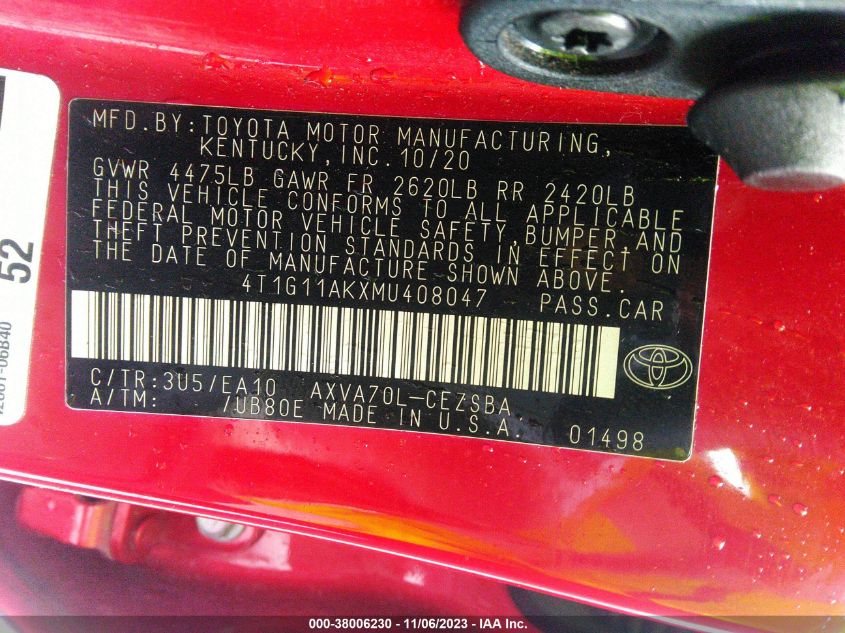 MFD.BY:TOYOTA MOTOR MANUFACTURING,
KENTUCKY,INC.10/20
GVWR 4475LB GAWR FR 2620LB RR 2420LB
THIS VEHICLE CONFORMS TO ALL APPLICABLE
FEDERAL MOTOR VEHICLE SAFETY,BUMPER,AND
THEFT PREVENTION STANDARDS IN EFFECT ON
THE DATE OF MANUFACTURE SHOWN ABOVE.
4T1G11AKXMU408047 PASS.CAR
C/TR:3U5/EA10 AXVA70L-CEZSBA
A/TM: 7UB80E MADE IN U.S.A. 01498
52
000-38006230 - 11/06/2023 - IAA Inc.